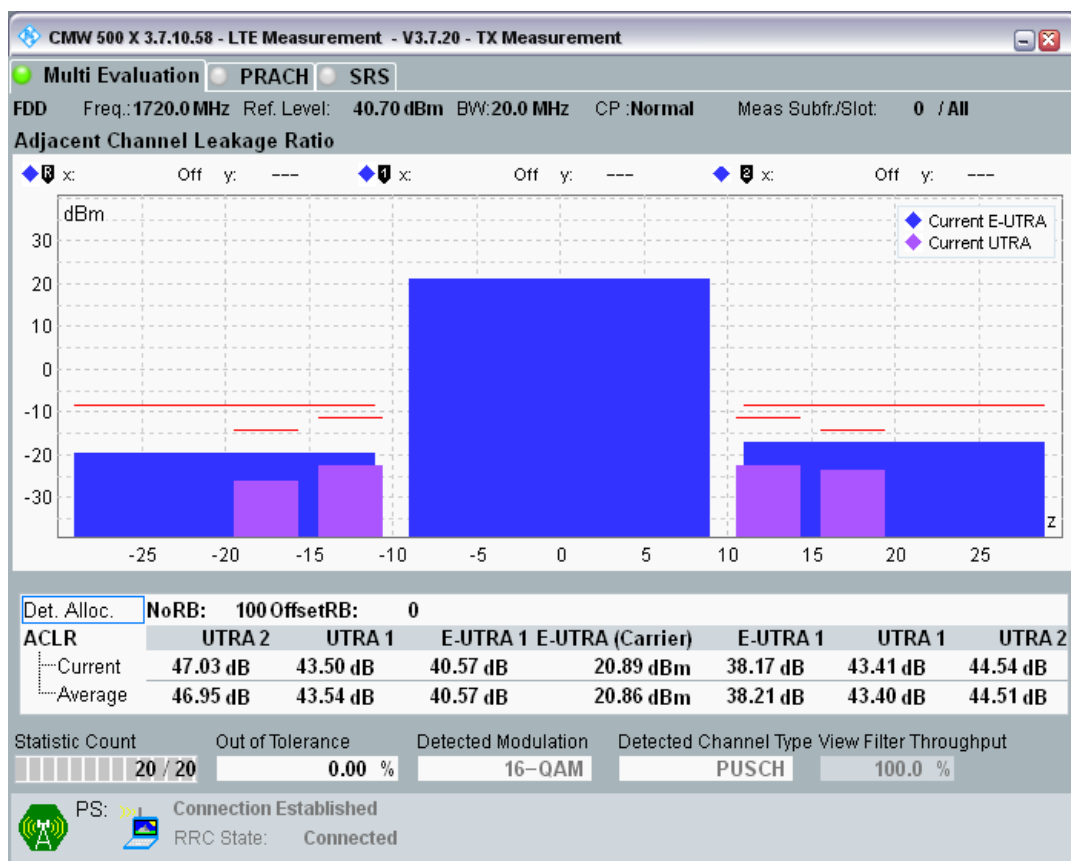 CMW 500 X 3.7.10.58 - LTE Measurement - V3.7.20 - TX Measurement
Multi Evaluation PRACH SRS
FDD Freq.: 1720.0 MHz Ref. Level: 40.70 dBm BW: 20.0 MHz CP : Normal Meas Subfr./Slot: 0 / All
Adjacent Channel Leakage Ratio
R x: Off y: --- 1 x: Off y: --- 2 x: Off y: ---
dBm
Current E-UTRA
Current UTRA
30
20
10
0
-10
-20
-30
z
-25 -20 -15 -10 -5 0 5 10 15 20 25
Det. Alloc. NoRB: 100 OffsetRB: 0
ACLR UTRA 2 UTRA 1 E-UTRA 1 E-UTRA (Carrier) E-UTRA 1 UTRA 1 UTRA 2
Current 47.03 dB 43.50 dB 40.57 dB 20.89 dBm 38.17 dB 43.41 dB 44.54 dB
Average 46.95 dB 43.54 dB 40.57 dB 20.86 dBm 38.21 dB 43.40 dB 44.51 dB
Statistic Count Out of Tolerance Detected Modulation Detected Channel Type View Filter Throughput
20 / 20 0.00 % 16-QAM PUSCH 100.0 %
PS: Connection Established
RRC State: Connected